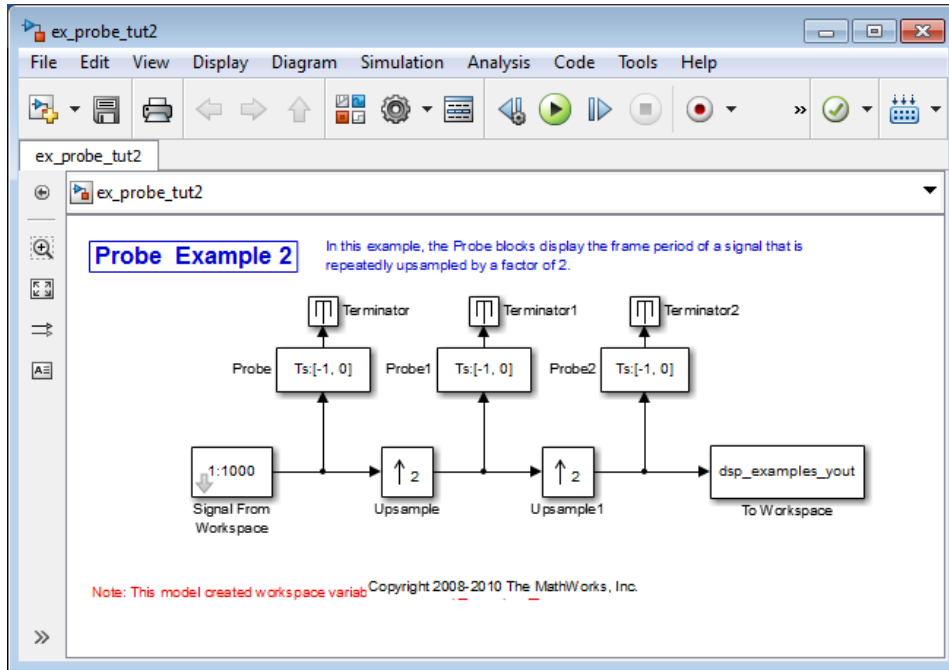 ex_probe_tut2
File Edit View Display Diagram Simulation Analysis Code Tools Help
ex_probe_tut2
ex_probe_tut2
Probe Example 2
In this example, the Probe blocks display the frame period of a signal that is
repeatedly upsampled by a factor of 2.
Terminator Terminator1 Terminator2
Probe Ts:[-1, 0] Probe1 Ts:[-1, 0] Probe2 Ts:[-1, 0]
1:1000 2 2 dsp_examples_yout
Signal From Upsample Upsample1 To Workspace
Workspace
Note: This model created workspace variab Copyright 2008-2010 The MathWorks, Inc.